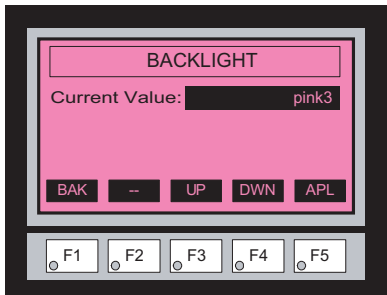 BACKLIGHT
Current Value: pink3
BAK -- UP DWN APL
F1 F2 F3 F4 F5